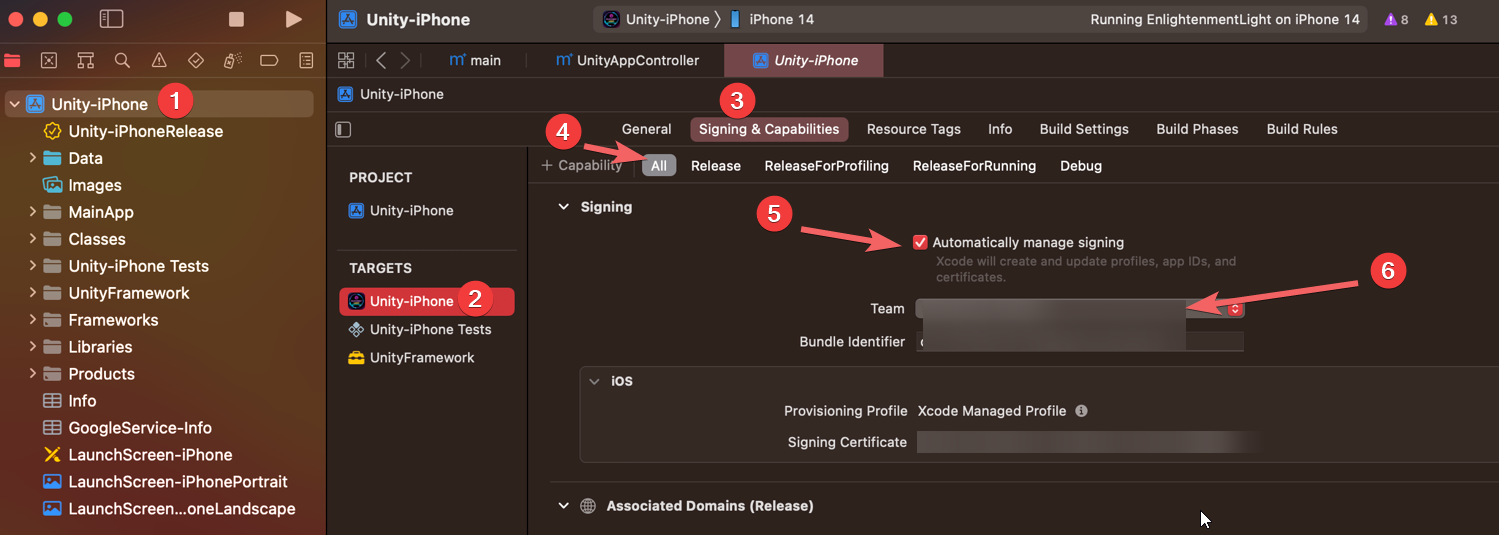 Unity-iPhone
Unity-iPhone 〉 iPhone 14
Running EnlightenmentLight on iPhone 14
8
13
main
UnityAppController
Unity-iPhone
Unity-iPhone
Unity-iPhone
1
Unity-iPhoneRelease
Data
Images
MainApp
Classes
Unity-iPhone Tests
UnityFramework
Frameworks
Libraries
Products
Info
GoogleService-Info
LaunchScreen-iPhone
LaunchScreen-iPhonePortrait
LaunchScreen...oneLandscape
3
General
Signing & Capabilities
Resource Tags
Info
Build Settings
Build Phases
Build Rules
4
+ Capability
All
Release
ReleaseForProfiling
ReleaseForRunning
Debug
PROJECT
Unity-iPhone
TARGETS
Unity-iPhone
2
Unity-iPhone Tests
UnityFramework
Signing
5
Automatically manage signing
Xcode will create and update profiles, app IDs, and
certificates.
6
Team
Bundle Identifier
iOS
Provisioning Profile Xcode Managed Profile
Signing Certificate
Associated Domains (Release)